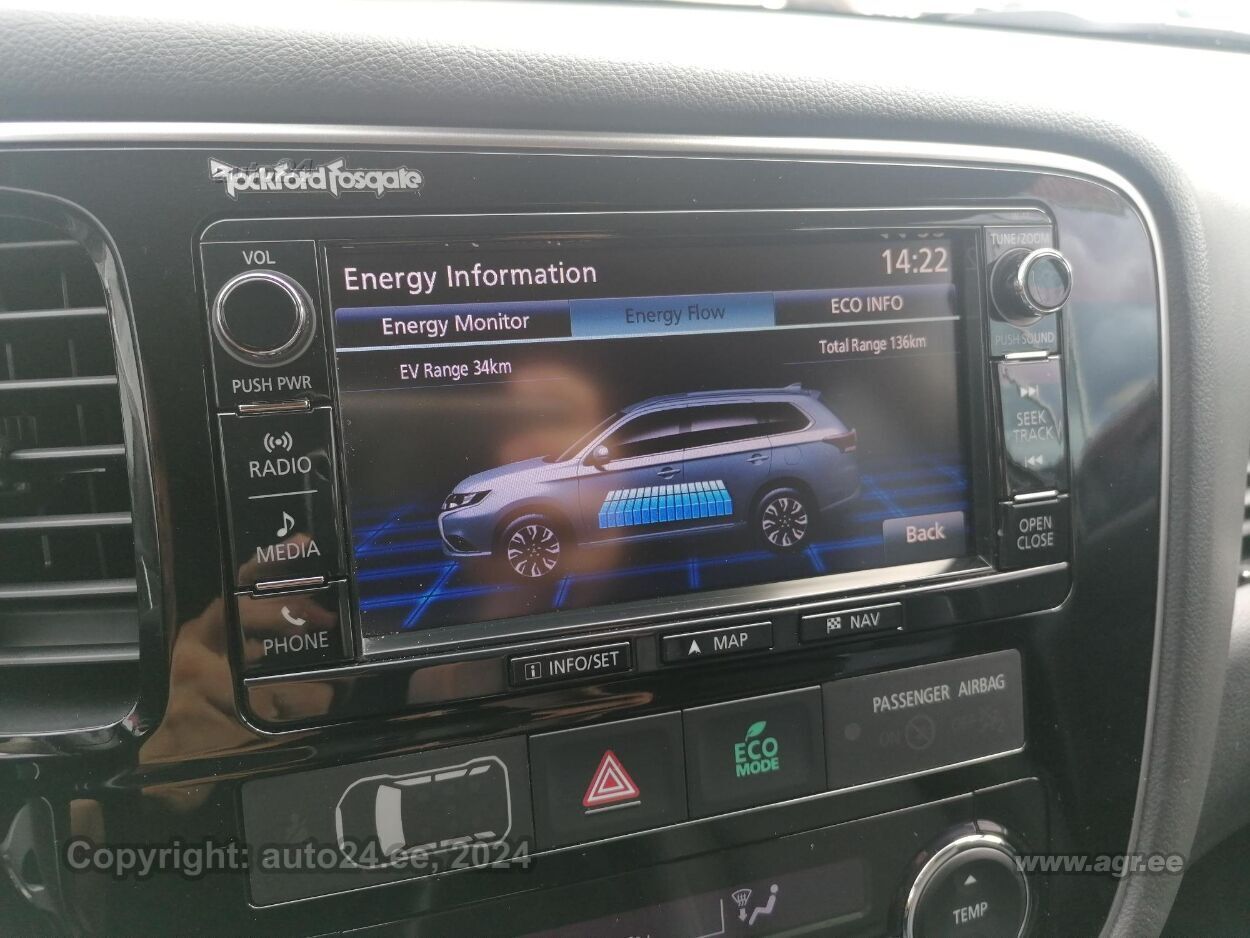 Rockford Fosgate
VOL
PUSH PWR
RADIO
MEDIA
PHONE
Energy Information
14:22
Energy Monitor
Energy Flow
ECO INFO
EV Range 34km
Total Range 136km
Back
TUNE/ZOOM
PUSH SOUND
SEEK
TRACK
OPEN
CLOSE
i INFO/SET
MAP
NAV
ECO
MODE
PASSENGER AIRBAG
ON
OFF
TEMP
Copyright: auto24.ee, 2024
www.agr.ee